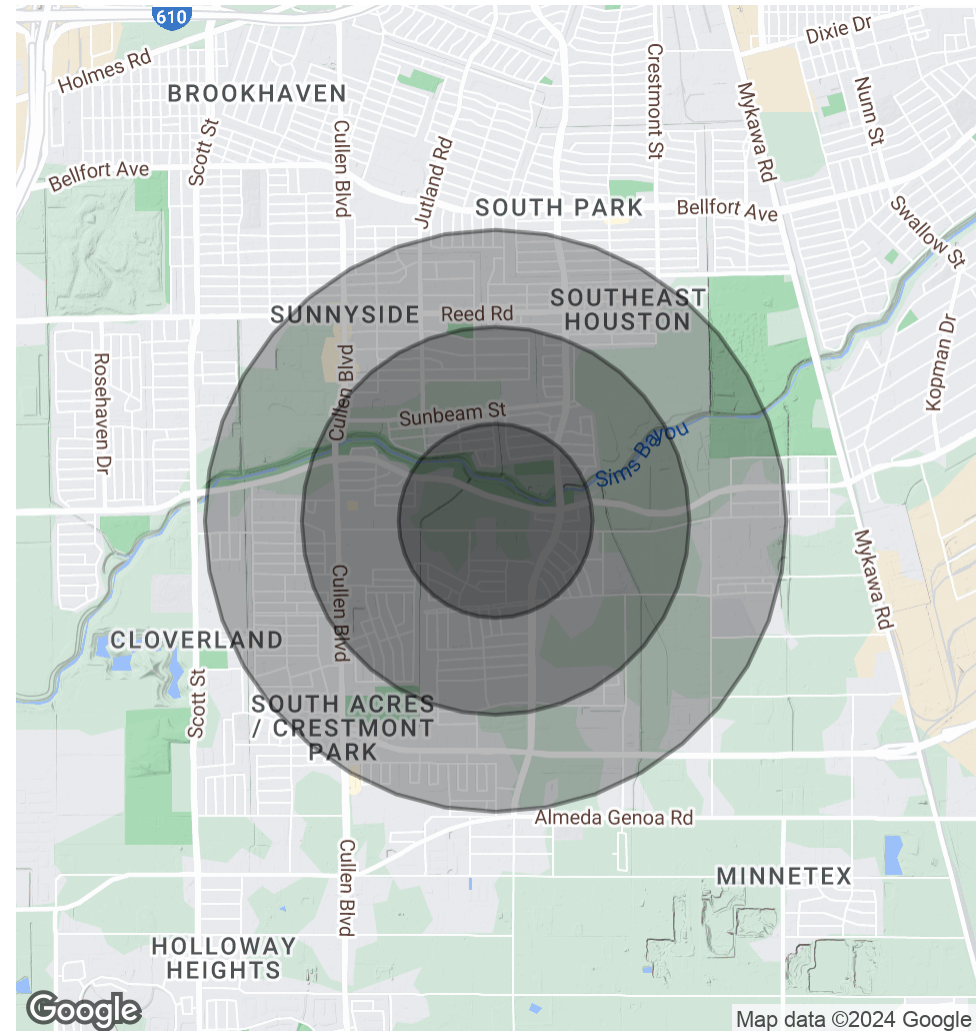 610
Dixie Dr
Holmes Rd
Crestmont St
BROOKHAVEN
Mykawa Rd
Nunn St
Scott St
Cullen Blvd
Jutland Rd
Bellfort Ave
SOUTH PARK
Bellfort Ave
Swallow St
SUNNYSIDE
Reed Rd
SOUTHEAST
HOUSTON
Kopman Dr
Rosehaven Dr
Cullen Blvd
Sunbeam St
Sims Bayou
Mykawa Rd
Cullen Blvd
CLOVERLAND
Scott St
SOUTH ACRES
/ CRESTMONT
PARK
Almeda Genoa Rd
Cullen Blvd
MINNETEX
HOLLOWAY
HEIGHTS
Google
Map data ©2024 Google